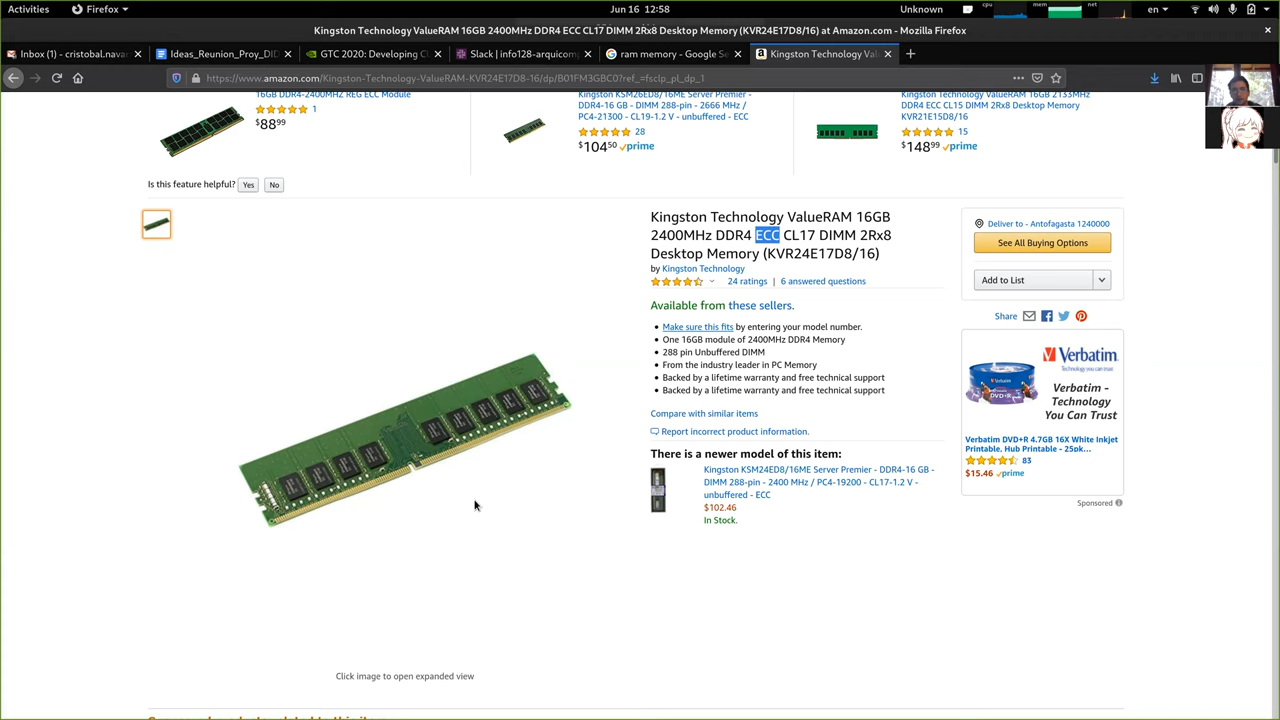 Activities
Firefox
Jun 16 12:58
Unknown
cpu
mem
net
en
Kingston Technology ValueRAM 16GB 2400MHz DDR4 ECC CL17 DIMM 2Rx8 Desktop Memory (KVR24E17D8/16) at Amazon.com - Mozilla Firefox
Inbox (1) - cristobal.nava
Ideas_Reunion_Proy_DID
GTC 2020: Developing C
Slack | info128-arquicomp
ram memory - Google Se
Kingston Technology Val
https://www.amazon.com/Kingston-Technology-ValueRAM-KVR24E17D8-16/dp/B01FM3GBC0?ref_=fsclp_pl_dp_1
16GB DDR4-2400MHZ REG ECC Module
1
$88.99
Kingston KSM26ED8/16ME Server Premier -
DDR4-16 GB - DIMM 288-pin - 2666 MHz /
PC4-21300 - CL19-1.2 V - unbuffered - ECC
28
$104.50 prime
Kingston Technology ValueRAM 16GB 2133MHz
DDR4 ECC CL15 DIMM 2Rx8 Desktop Memory
KVR21E15D8/16
15
$148.99 prime
Is this feature helpful? Yes No
Kingston Technology ValueRAM 16GB
2400MHz DDR4 ECC CL17 DIMM 2Rx8
Desktop Memory (KVR24E17D8/16)
by Kingston Technology
24 ratings | 6 answered questions
Available from these sellers.
Make sure this fits by entering your model number.
One 16GB module of 2400MHz DDR4 Memory
288 pin Unbuffered DIMM
From the industry leader in PC Memory
Backed by a lifetime warranty and free technical support
Backed by a lifetime warranty and free technical support
Compare with similar items
Report incorrect product information.
There is a newer model of this item:
Kingston KSM24ED8/16ME Server Premier - DDR4-16 GB -
DIMM 288-pin - 2400 MHz / PC4-19200 - CL17-1.2 V -
unbuffered - ECC
$102.46
In Stock.
Deliver to - Antofagasta 1240000
See All Buying Options
Add to List
Share
Verbatim
Technology you can trust
Verbatim -
Technology
You Can Trust
Verbatim DVD+R 4.7GB 16X White Inkjet
Printable, Hub Printable - 25pk...
83
$15.46 prime
Sponsored
Click image to open expanded view